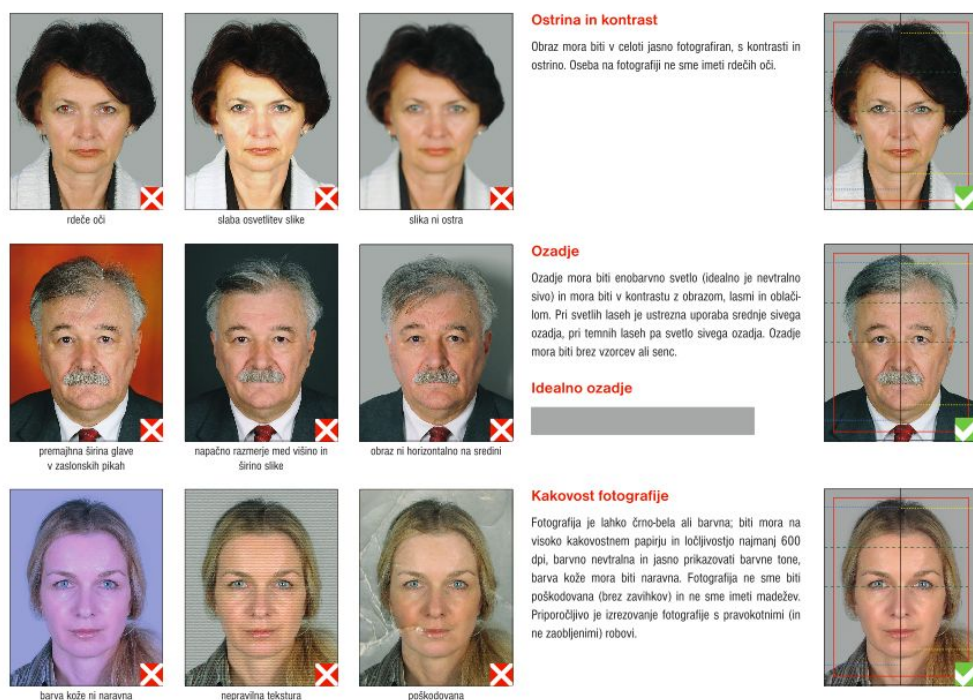 Ostrina in kontrast
Obraz mora biti v celoti jasno fotografiran, s kontrasti in
ostrino. Oseba na fotografiji ne sme imeti rdečih oči.
rdeče oči
slaba osvetlitev slike
slika ni ostra
Ozadje
Ozadje mora biti enobarvno svetlo (idealno je nevtralno
sivo) in mora biti v kontrastu z obrazom, lasmi in oblači-
lom. Pri svetlih laseh je ustrezna uporaba srednje sivega
ozadja, pri temnih laseh pa svetlo sivega ozadja. Ozadje
mora biti brez vzorcev ali senc.
Idealno ozadje
premajhna širina glave
v zaslonskih pikah
napačno razmerje med višino in
širino slike
obraz ni horizontalno na sredini
Kakovost fotografije
Fotografija je lahko črno-bela ali barvna; biti mora na
visoko kakovostnem papirju in ločljivostjo najmanj 600
dpi, barvno nevtralna in jasno prikazovati barvne tone,
barva kože mora biti naravna. Fotografija ne sme biti
poškodovana (brez zavihkov) in ne sme imeti madežev.
Priporočljivo je izrezovanje fotografije s pravokotnimi (in
ne zaobljenimi) robovi.
barva kože ni naravna
nepravilna tekstura
poškodovana